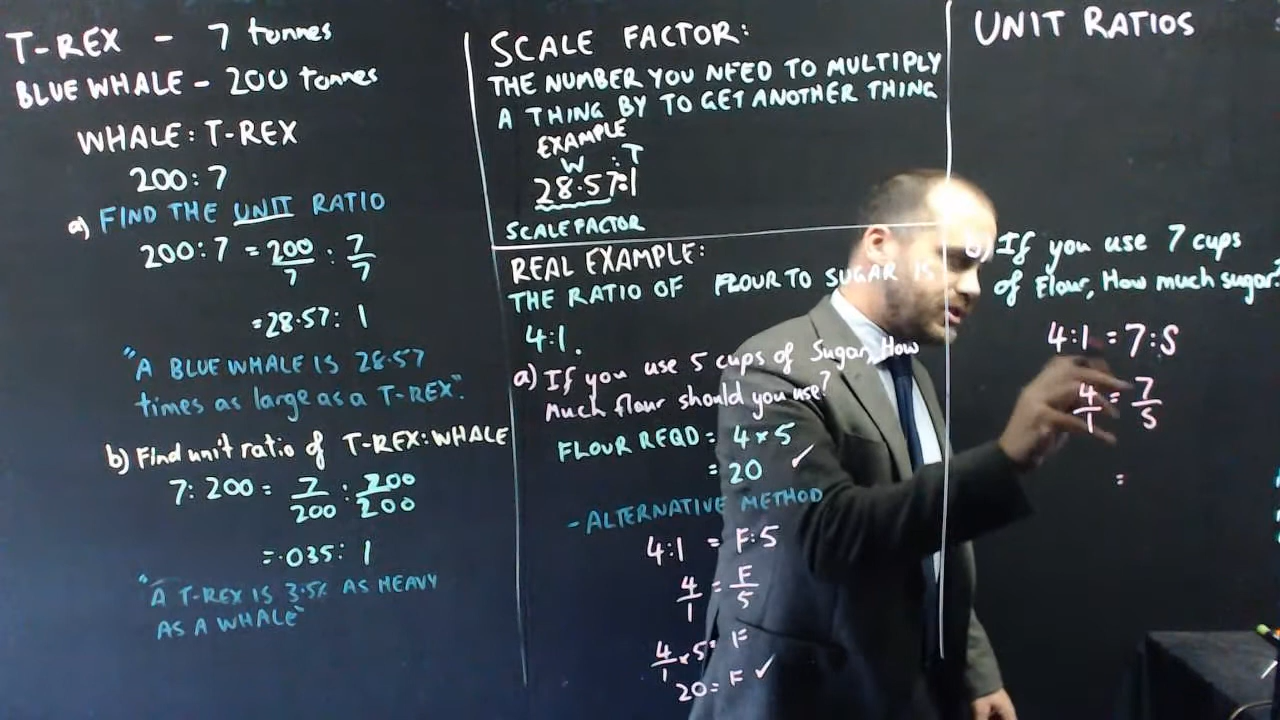 T-REX - 7 tonnes
BLUE WHALE - 200 tonnes
WHALE: T-REX
200:7
a) FIND THE UNIT RATIO
200:7 = 200/7 : 7/7
=28.57: 1
"A BLUE WHALE IS 28.57
times as large as a T-REX".
b) Find unit ratio of T-REX:WHALE
7:200 = 7/200 : 200/200
=.035: 1
"A T-REX IS 3.5% AS HEAVY
AS A WHALE"
SCALE FACTOR:
THE NUMBER YOU NEED TO MULTIPLY
A THING BY TO GET ANOTHER THING
EXAMPLE
W : T
28.57:1
SCALE FACTOR
REAL EXAMPLE:
THE RATIO OF FLOUR TO SUGAR IS
4:1.
a) If you use 5 cups of Sugar, How
Much flour should you use?
FLOUR REQD = 4 × 5
= 20 ✓
- ALTERNATIVE METHOD
4:1 = F:5
4/1 = F/5
4/1 × 5 = F
20 = F ✓
UNIT RATIOS
If you use 7 cups
of Flour, How much sugar?
4:1 = 7:S
4/1 = 7/S
=